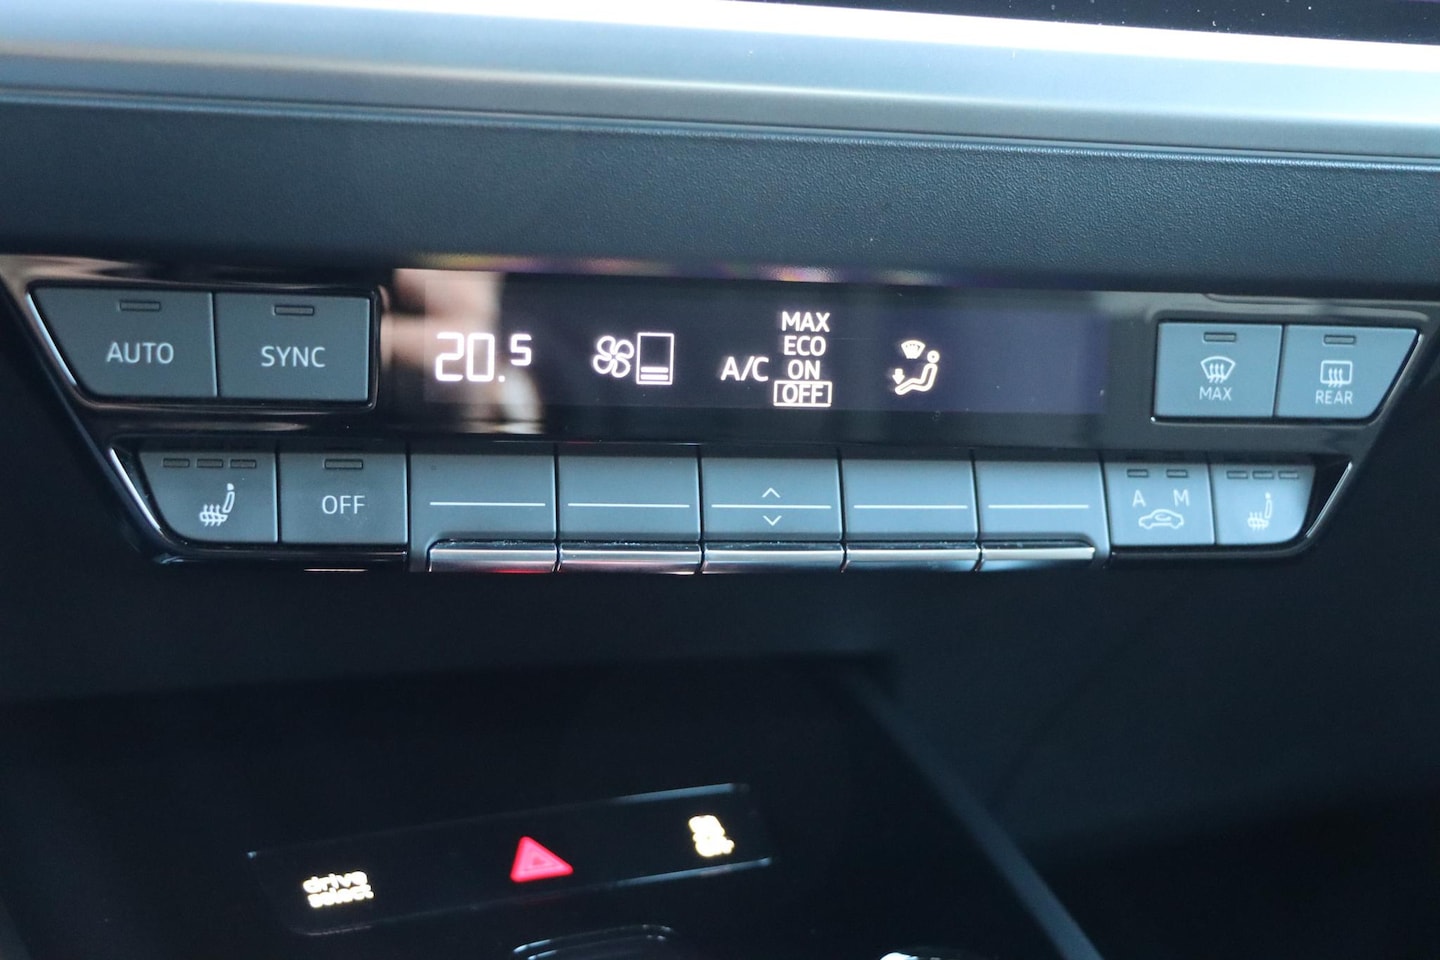 AUTO
SYNC
20.5
A/C
MAX
ECO
ON
OFF
MAX
REAR
OFF
A M
drive
select